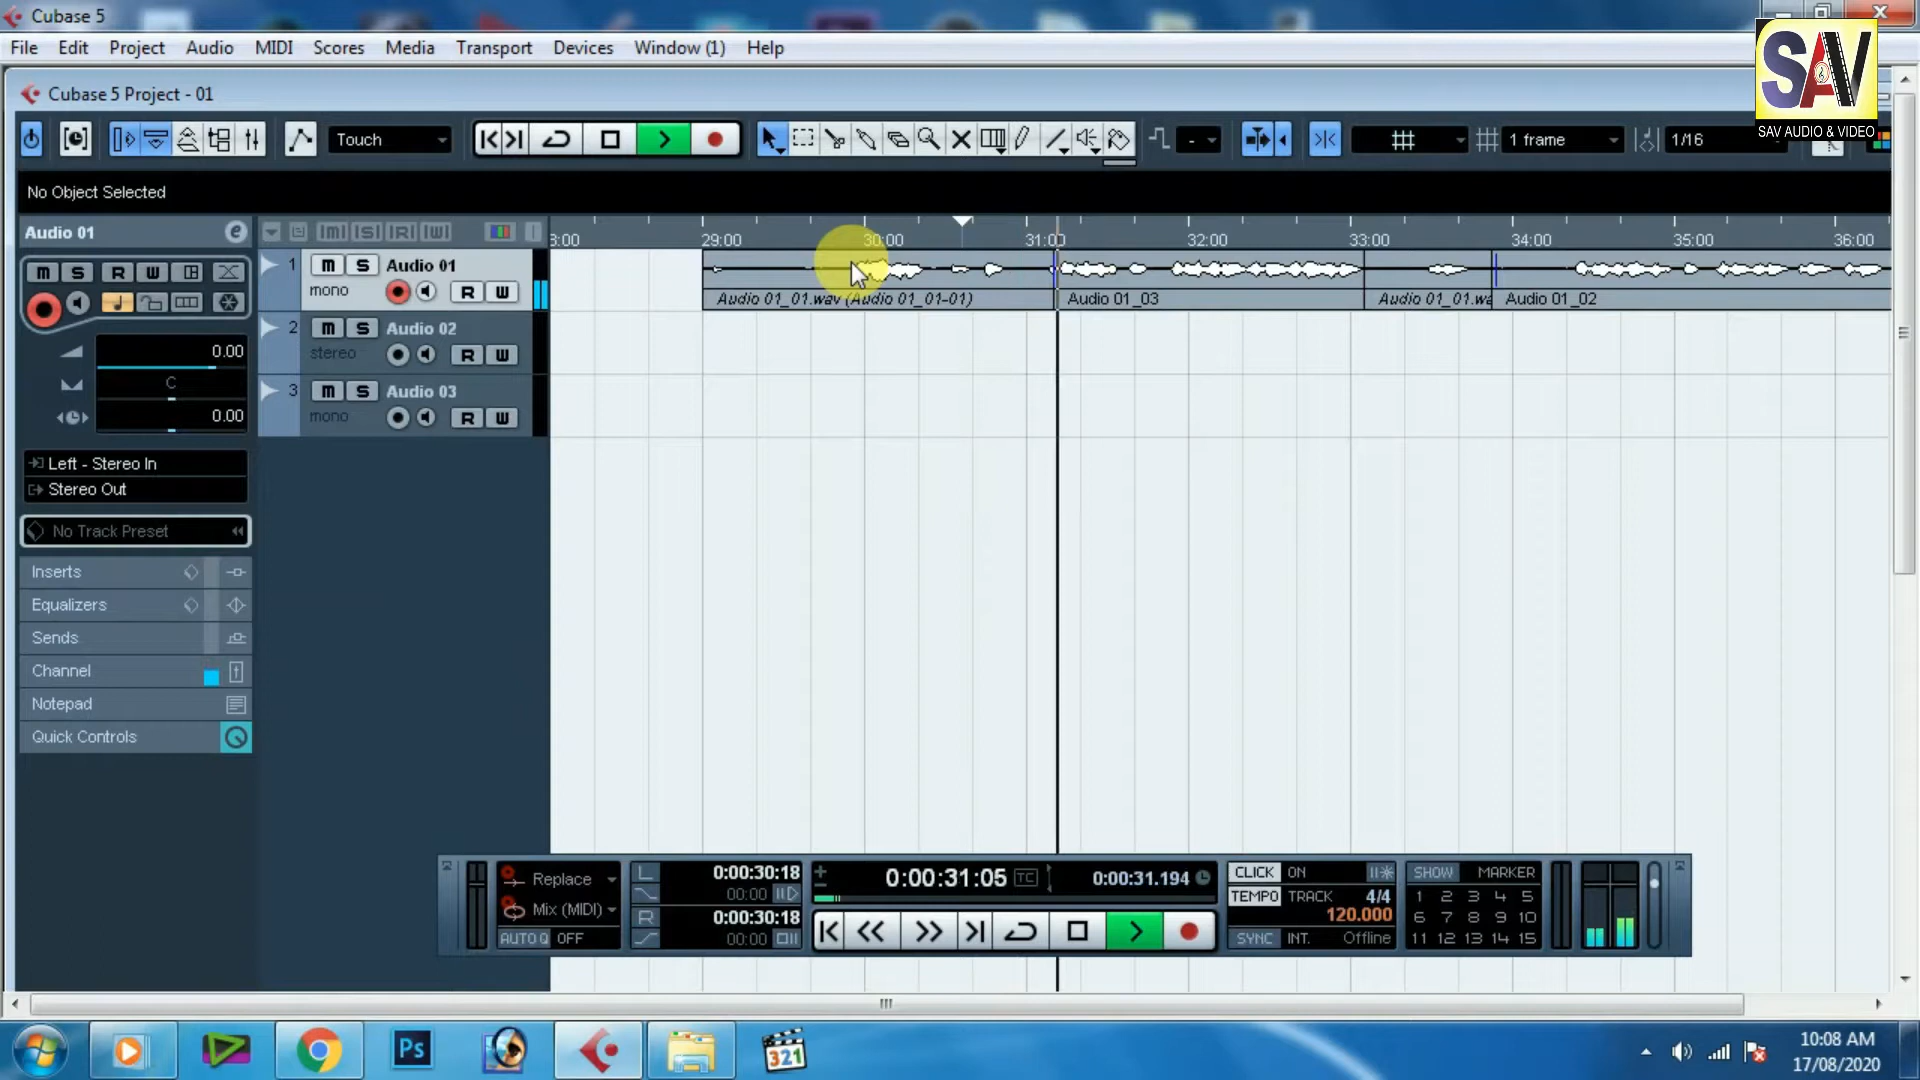 Cubase 5
File Edit Project Audio MIDI Scores Media Transport Devices Window (1) Help
SAV
SAV AUDIO & VIDEO
Cubase 5 Project - 01
Touch
1 frame
1/16
No Object Selected
Audio 01
M S R W
0.00
C
0.00
Left - Stereo In
Stereo Out
No Track Preset
Inserts
Equalizers
Sends
Channel
Notepad
Quick Controls
[M] [S] [R] [W]
1 M S Audio 01
mono R W
2 M S Audio 02
stereo R W
3 M S Audio 03
mono R W
8:00 29:00 30:00 31:00 32:00 33:00 34:00 35:00 36:00
Audio 01_01.wav (Audio 01_01-01) Audio 01_03 Audio 01_01.wa Audio 01_02
Replace
Mix (MIDI)
AUTO Q OFF
L 0:00:30:18
00:00
R 0:00:30:18
00:00
0:00:31:05 TC 0:00:31.194
CLICK ON
TEMPO TRACK 4/4
120.000
SYNC INT. Offline
SHOW MARKER
1 2 3 4 5
6 7 8 9 10
11 12 13 14 15
Ps
321
10:08 AM
17/08/2020